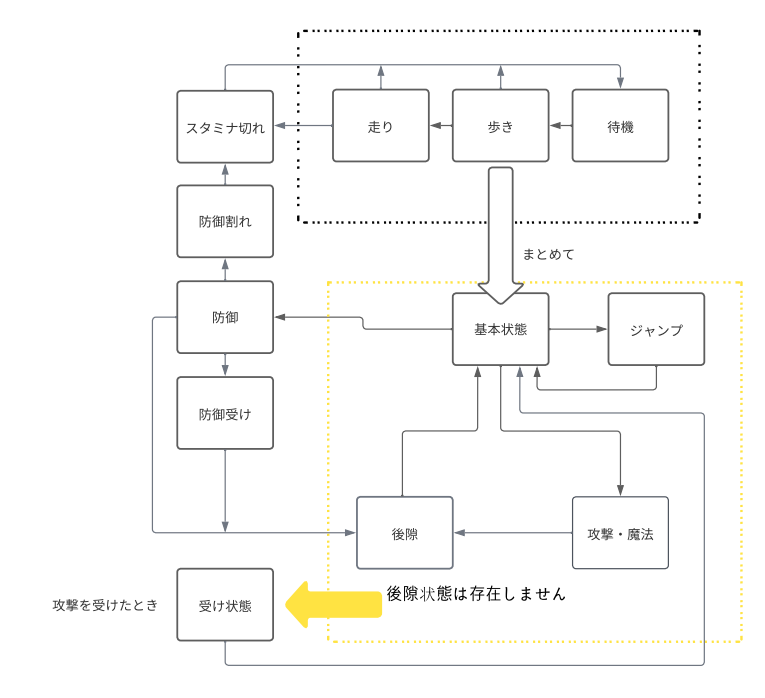 スタミナ切れ
走り
歩き
待機
防御割れ
まとめて
防御
基本状態
ジャンプ
防御受け
後隙
攻撃・魔法
後隙状態は存在しません
攻撃を受けたとき
受け状態